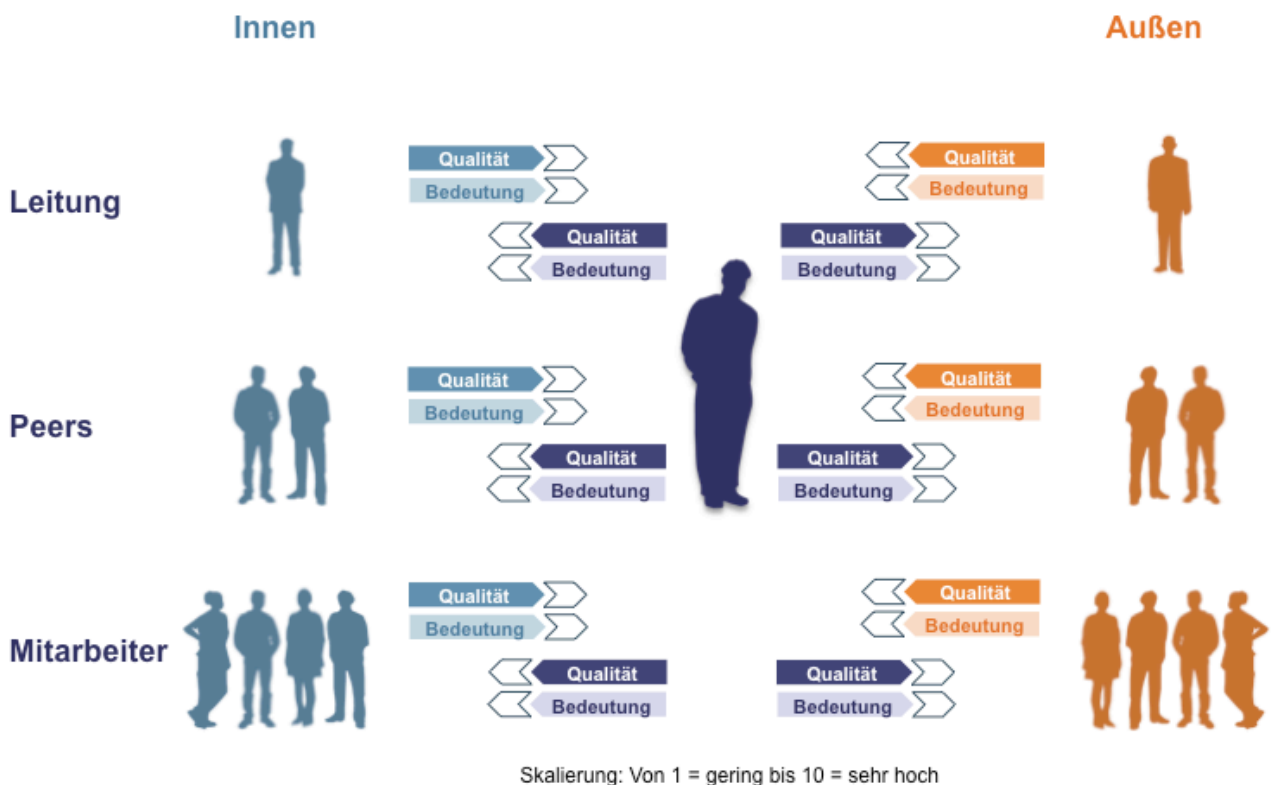 Innen
Außen
Leitung
Qualität
Bedeutung
Qualität
Bedeutung
Qualität
Bedeutung
Qualität
Bedeutung
Peers
Qualität
Bedeutung
Qualität
Bedeutung
Qualität
Bedeutung
Qualität
Bedeutung
Mitarbeiter
Qualität
Bedeutung
Qualität
Bedeutung
Qualität
Bedeutung
Qualität
Bedeutung
Skalierung: Von 1 = gering bis 10 = sehr hoch